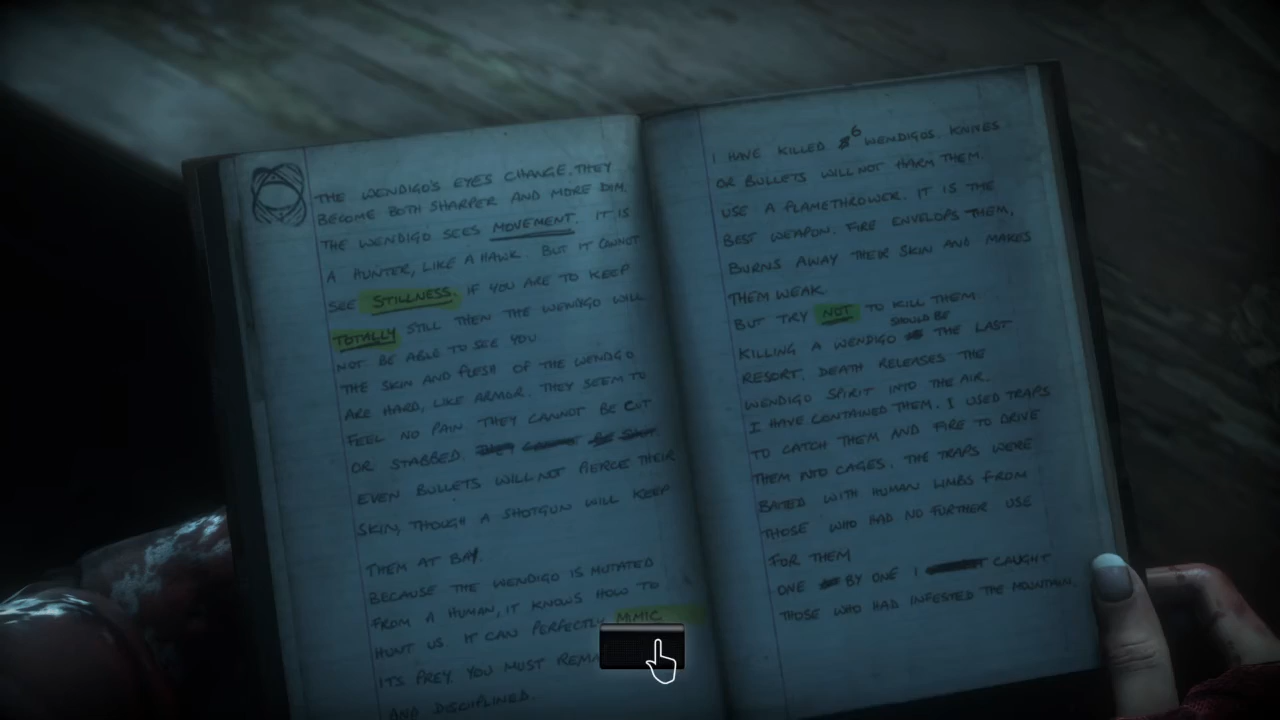 THE WENDIGO'S EYES CHANGE. THEY
BECOME BOTH SHARPER AND MORE DIM.
THE WENDIGO SEES MOVEMENT. IT IS
A HUNTER, LIKE A HAWK. BUT IT CANNOT
SEE STILLNESS. IF YOU ARE TO KEEP
TOTALLY STILL THEN THE WENDIGO WILL
NOT BE ABLE TO SEE YOU
THE SKIN AND FLESH OF THE WENDIGO
ARE HARD, LIKE ARMOR. THEY SEEM TO
FEEL NO PAIN THEY CANNOT BE CUT
OR STABBED.
EVEN BULLETS WILL NOT PIERCE THEIR
SKIN, THOUGH A SHOTGUN WILL KEEP
THEM AT BAY.
BECAUSE THE WENDIGO IS MUTATED
FROM A HUMAN, IT KNOWS HOW TO
HUNT US. IT CAN PERFECTLY MIMIC
ITS PREY. YOU MUST
AND DISCIPLINED.
I HAVE KILLED 6 WENDIGOS. KNIVES
OR BULLETS WILL NOT HARM THEM.
USE A FLAMETHROWER. IT IS THE
BEST WEAPON. FIRE ENVELOPS THEM,
BURNS AWAY THEIR SKIN AND MAKES
THEM WEAK.
BUT TRY NOT TO KILL THEM.
KILLING A WENDIGO SHOULD BE THE LAST
RESORT. DEATH RELEASES THE
WENDIGO SPIRIT INTO THE AIR.
I HAVE CONTAINED THEM. I USED TRAPS
TO CATCH THEM AND FIRE TO DRIVE
THEM INTO CAGES. THE TRAPS WERE
BAITED WITH HUMAN LIMBS FROM
THOSE WHO HAD NO FURTHER USE
FOR THEM
ONE BY ONE I CAUGHT
THOSE WHO HAD INFESTED THE MOUNTAIN.